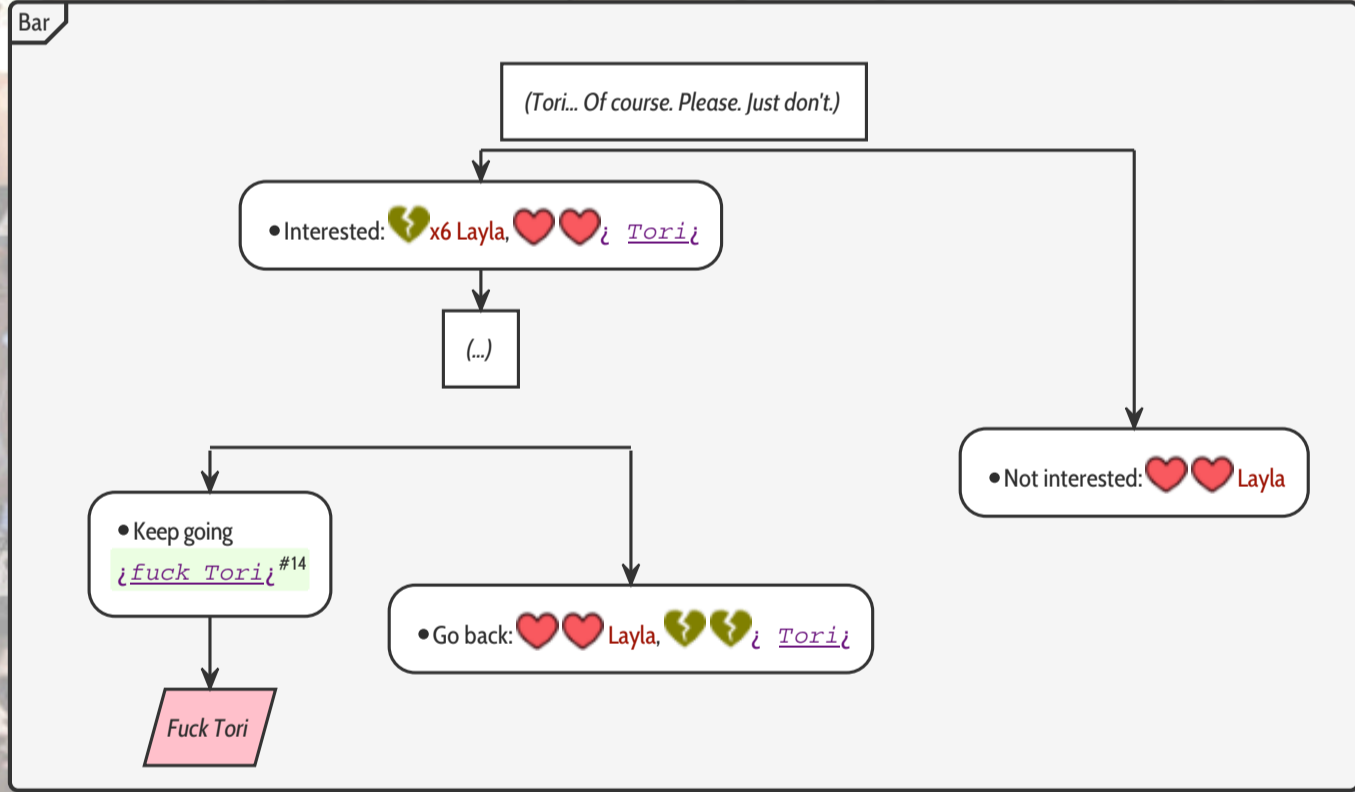 Bar
(Tori... Of course. Please. Just don't.)
•Interested: x6 Layla, ¿ Tori¿
(...)
•Not interested: Layla
•Keep going
¿fuck Tori¿#14
•Go back: Layla, ¿ Tori¿
Fuck Tori